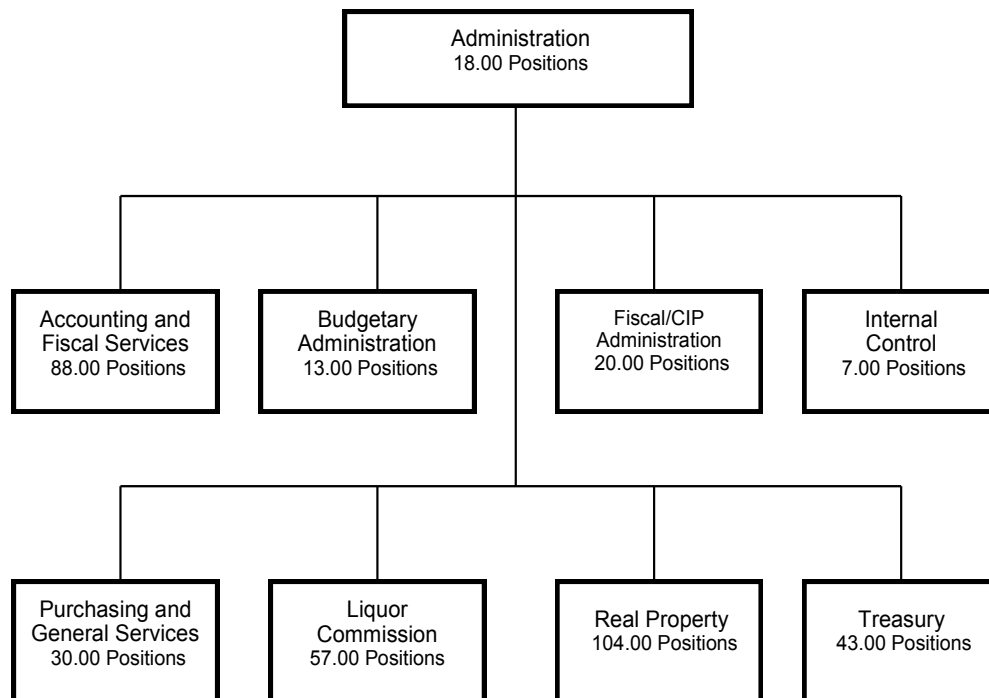 Administration
18.00 Positions
Accounting and
Fiscal Services
88.00 Positions
Budgetary
Administration
13.00 Positions
Fiscal/CIP
Administration
20.00 Positions
Internal
Control
7.00 Positions
Purchasing and
General Services
30.00 Positions
Liquor
Commission
57.00 Positions
Real Property
104.00 Positions
Treasury
43.00 Positions